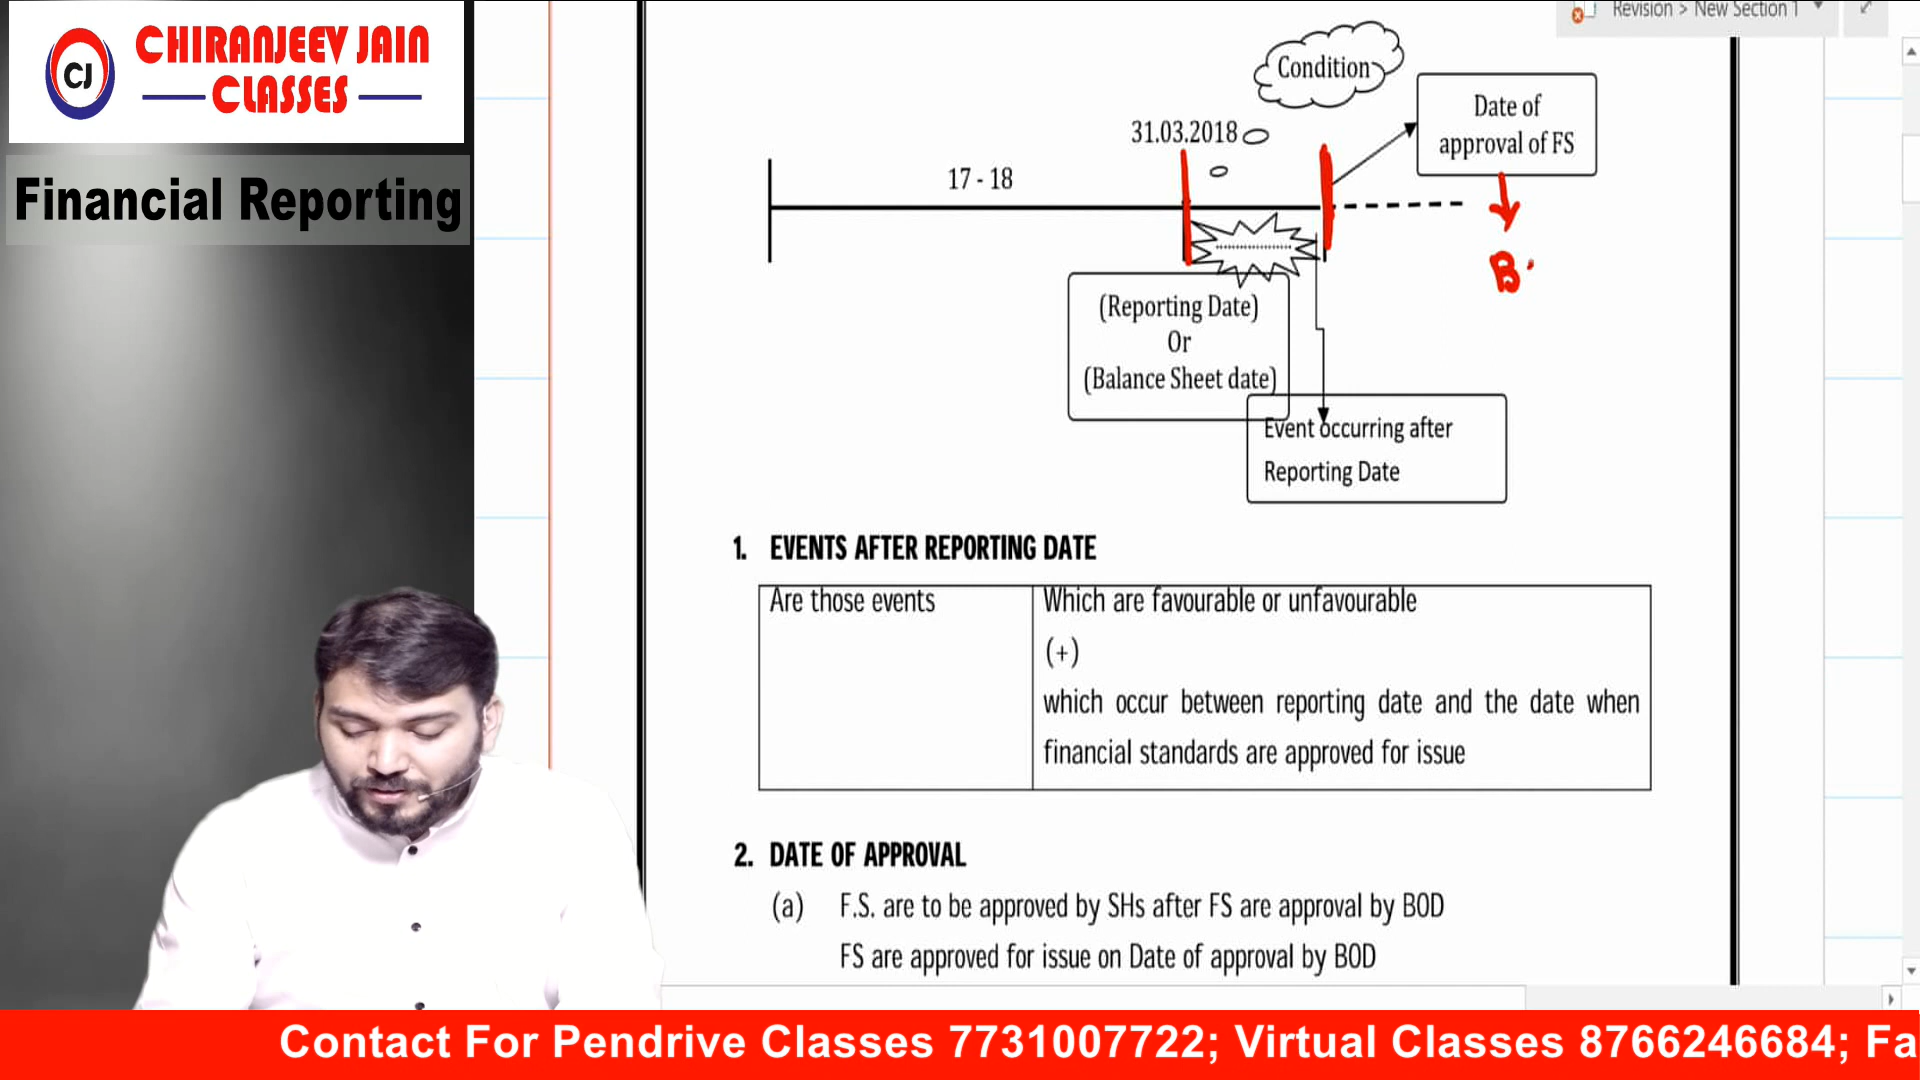 CHIRANJEEV JAIN
CLASSES
CJ
Financial Reporting
Revision > New Section 1
Condition
Date of
approval of FS
31.03.2018
17 - 18
B
(Reporting Date)
Or
(Balance Sheet date)
Event occurring after
Reporting Date
1. EVENTS AFTER REPORTING DATE
Are those events
Which are favourable or unfavourable
(+)
which occur between reporting date and the date when
financial standards are approved for issue
2. DATE OF APPROVAL
(a) F.S. are to be approved by SHs after FS are approval by BOD
FS are approved for issue on Date of approval by BOD
Contact For Pendrive Classes 7731007722; Virtual Classes 8766246684; Fa